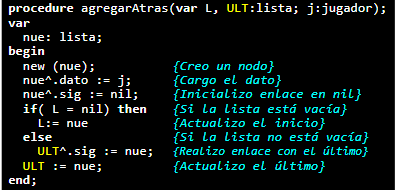 procedure agregarAtras(var L, ULT:lista; j:jugador);
var
nue: lista;
begin
new (nue); {Creo un nodo}
nue^.dato := j; {Cargo el dato}
nue^.sig := nil; {Inicializo enlace en nil}
if( L = nil) then {Si la lista está vacía}
L:= nue {Actualizo el inicio}
else {Si la lista no está vacía}
ULT^.sig := nue; {Realizo enlace con el último}
ULT := nue; {Actualizo el último}
end;